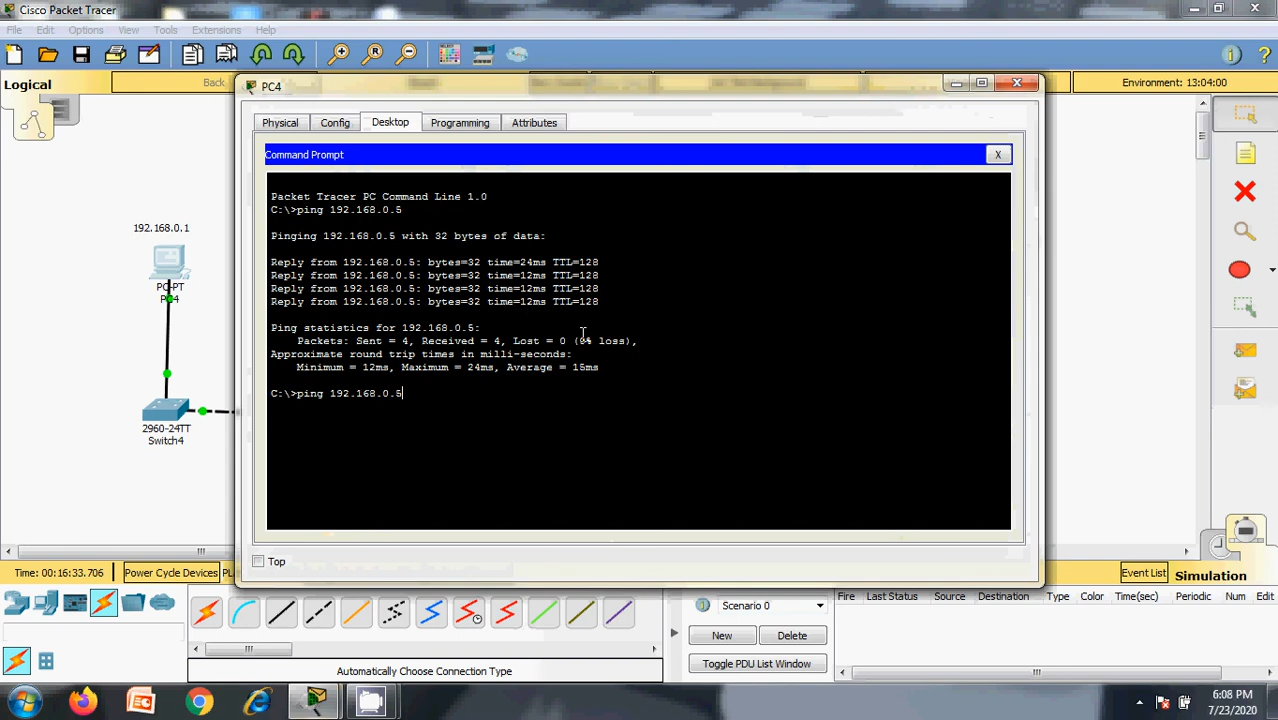 Cisco Packet Tracer
File Edit Options View Tools Extensions Help
Logical
Back
Environment: 13:04:00
PC4
Physical Config Desktop Programming Attributes
Command Prompt
X
Packet Tracer PC Command Line 1.0
C:\>ping 192.168.0.5
Pinging 192.168.0.5 with 32 bytes of data:
Reply from 192.168.0.5: bytes=32 time=24ms TTL=128
Reply from 192.168.0.5: bytes=32 time=12ms TTL=128
Reply from 192.168.0.5: bytes=32 time=12ms TTL=128
Reply from 192.168.0.5: bytes=32 time=12ms TTL=128
Ping statistics for 192.168.0.5:
Packets: Sent = 4, Received = 4, Lost = 0 (0% loss),
Approximate round trip times in milli-seconds:
Minimum = 12ms, Maximum = 24ms, Average = 15ms
C:\>ping 192.168.0.5
192.168.0.1
PC-PT
PC4
2960-24TT
Switch4
Top
Time: 00:16:33.706 Power Cycle Devices
Event List Simulation
Scenario 0
New Delete
Toggle PDU List Window
Fire Last Status Source Destination Type Color Time(sec) Periodic Num Edit
Automatically Choose Connection Type
6:08 PM
7/23/2020